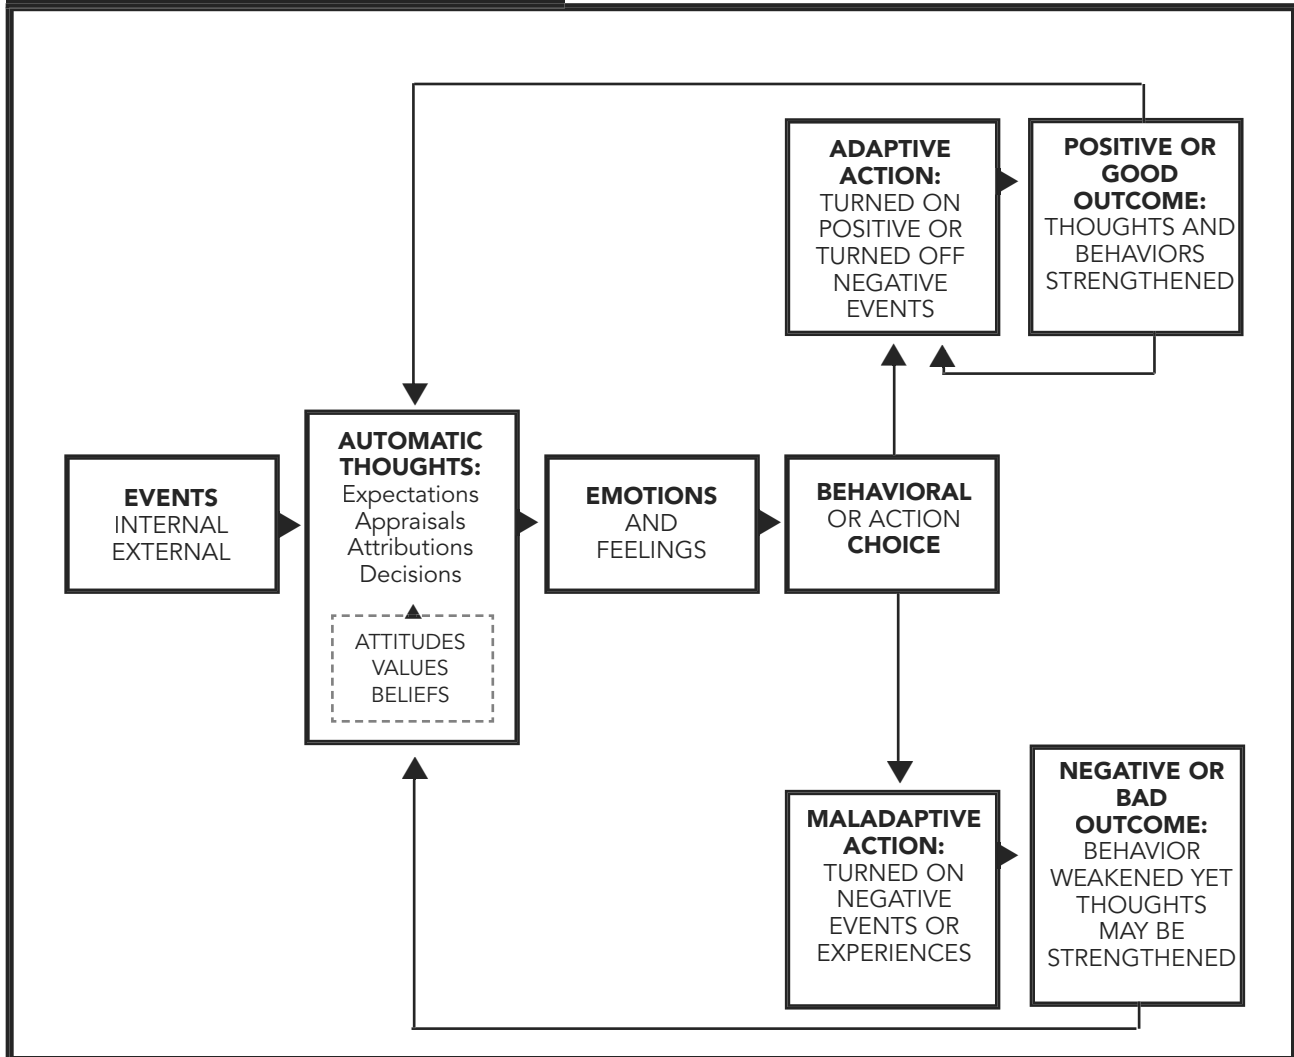 ADAPTIVE
ACTION:
TURNED ON
POSITIVE OR
TURNED OFF
NEGATIVE
EVENTS
POSITIVE OR
GOOD
OUTCOME:
THOUGHTS AND
BEHAVIORS
STRENGTHENED
EVENTS
INTERNAL
EXTERNAL
AUTOMATIC
THOUGHTS:
Expectations
Appraisals
Attributions
Decisions
ATTITUDES
VALUES
BELIEFS
EMOTIONS
AND
FEELINGS
BEHAVIORAL
OR ACTION
CHOICE
MALADAPTIVE
ACTION:
TURNED ON
NEGATIVE
EVENTS OR
EXPERIENCES
NEGATIVE OR
BAD
OUTCOME:
BEHAVIOR
WEAKENED YET
THOUGHTS
MAY BE
STRENGTHENED